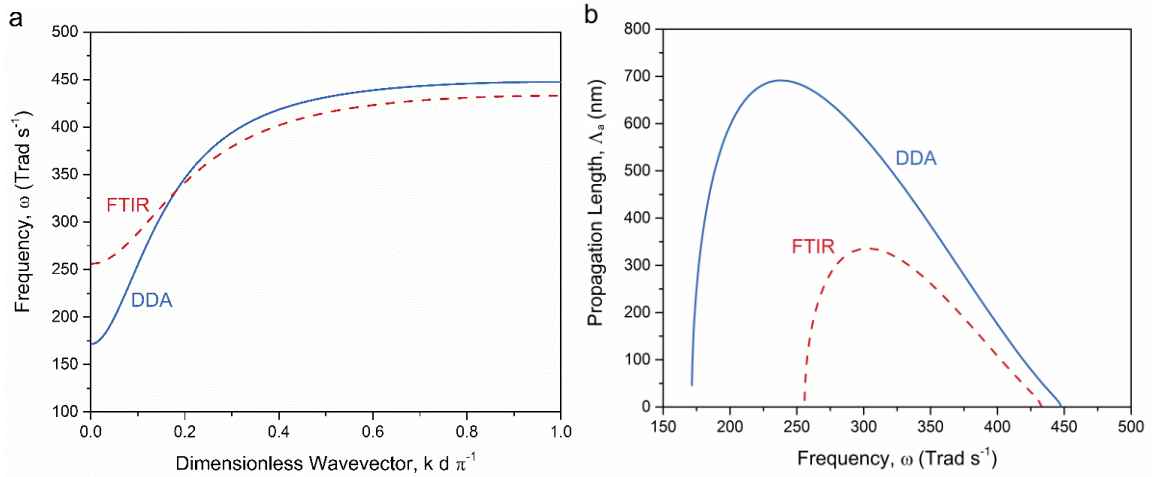 a
500
450
400
350
300
250
200
150
100
Frequency, ω (Trad s⁻¹)
FTIR
DDA
0.0 0.2 0.4 0.6 0.8 1.0
Dimensionless Wavevector, k d π⁻¹
b
800
700
600
500
400
300
200
100
0
Propagation Length, Λₐ (nm)
DDA
FTIR
150 200 250 300 350 400 450 500
Frequency, ω (Trad s⁻¹)